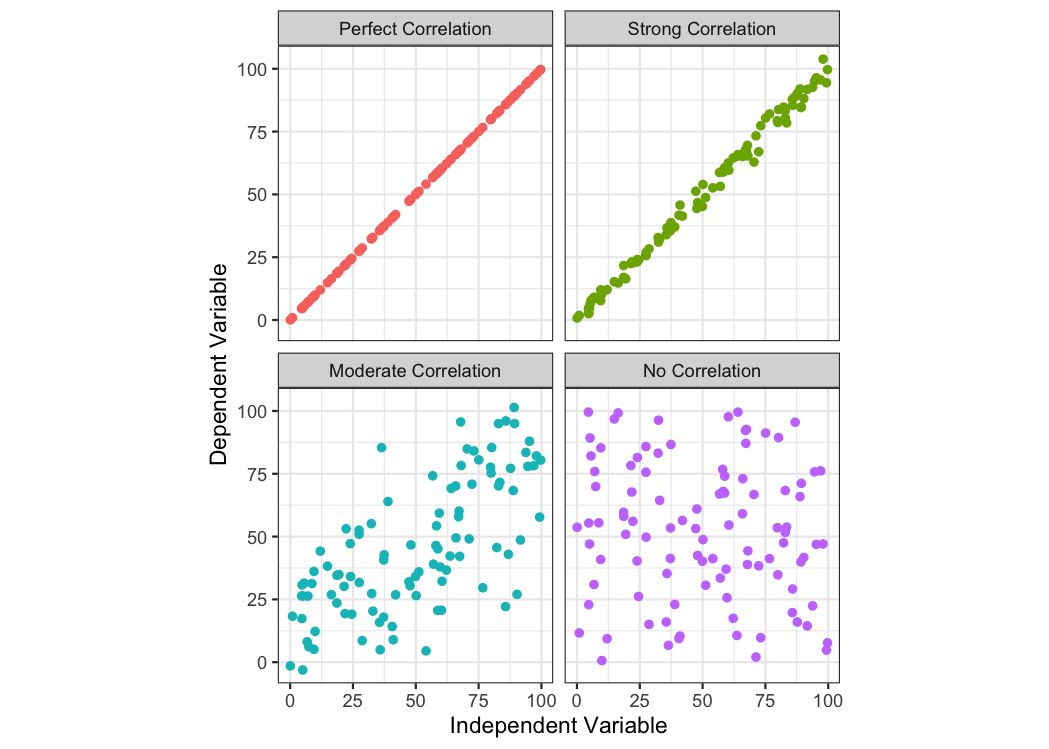 Perfect Correlation
Strong Correlation
100
75
50
25
0
Moderate Correlation
No Correlation
100
75
50
25
0
0 25 50 75 100
0 25 50 75 100
Dependent Variable
Independent Variable